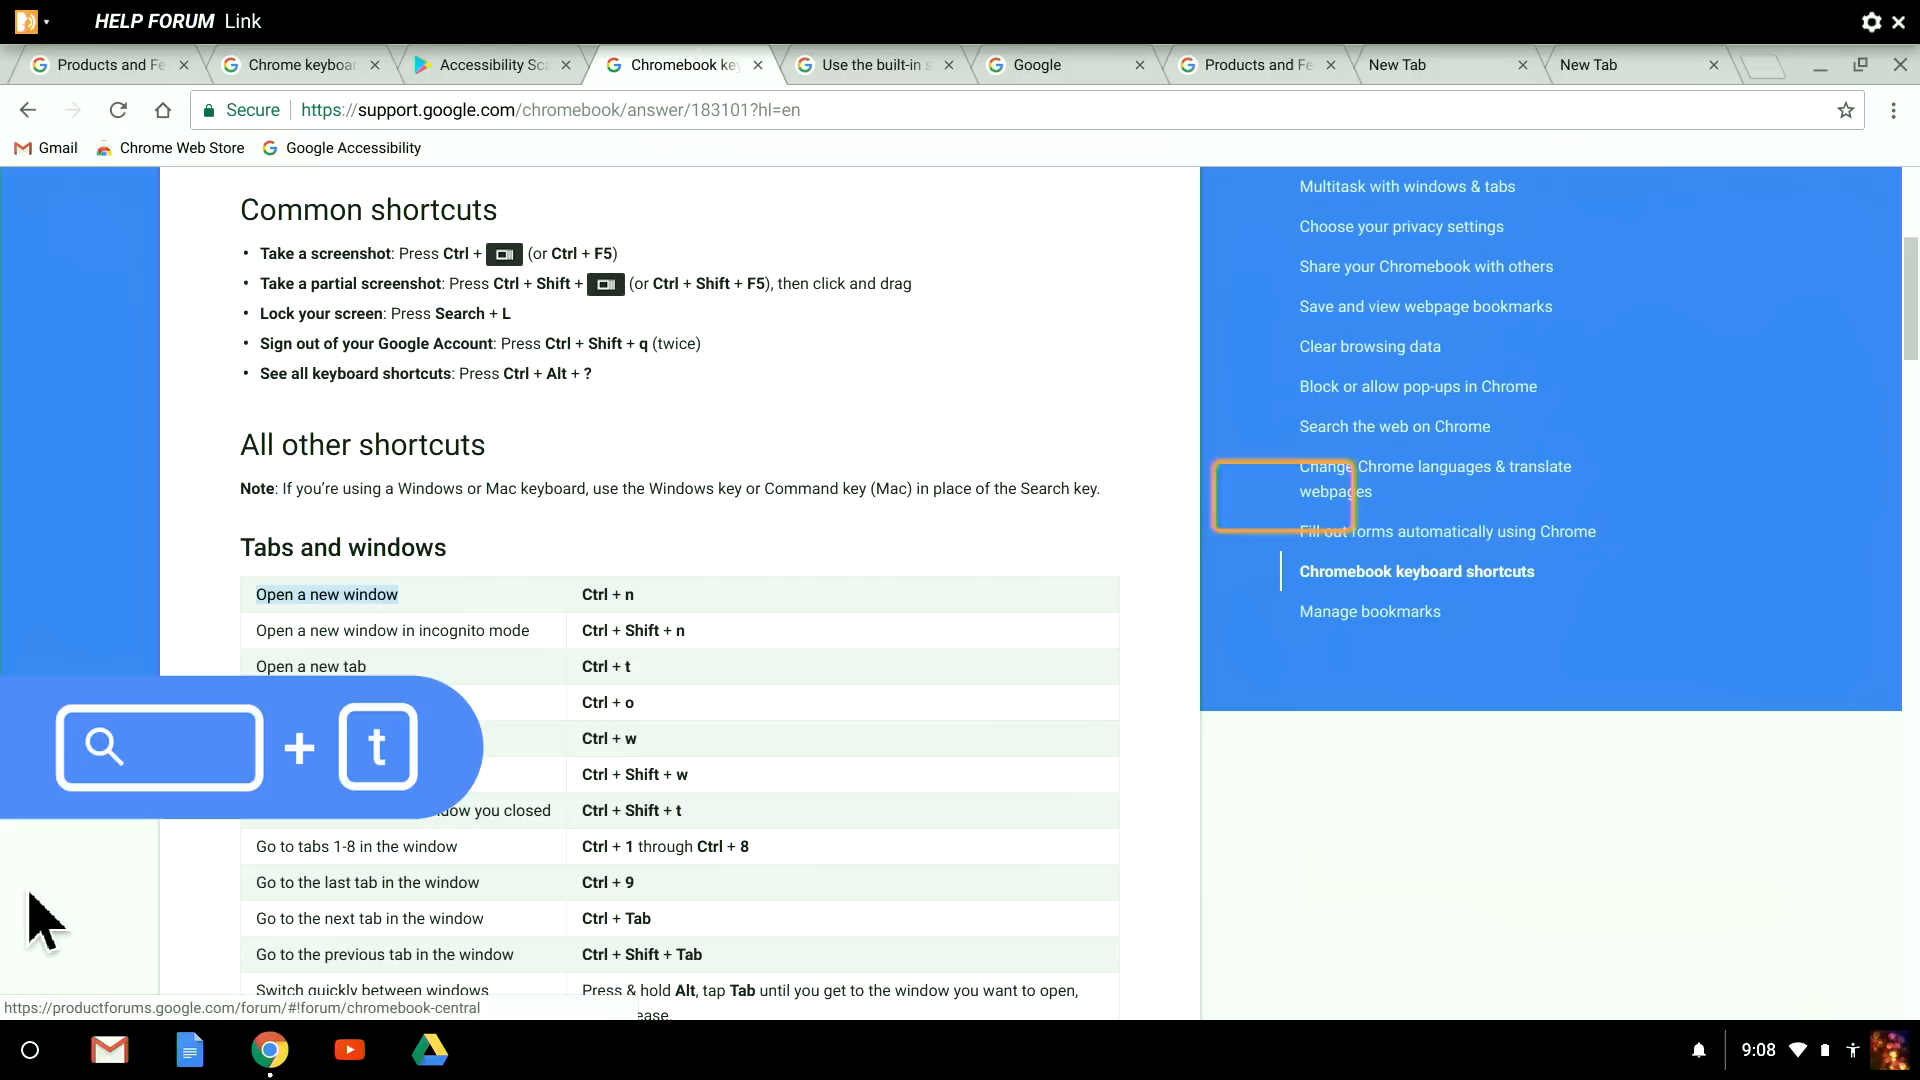 HELP FORUM Link
Products and Fe
Chrome keyboar
Accessibility Sca
Chromebook key
Use the built-in s
Google
Products and Fe
New Tab
New Tab
Secure https://support.google.com/chromebook/answer/183101?hl=en
Gmail
Chrome Web Store
Google Accessibility
Common shortcuts
• Take a screenshot: Press Ctrl + (or Ctrl + F5)
• Take a partial screenshot: Press Ctrl + Shift + (or Ctrl + Shift + F5), then click and drag
• Lock your screen: Press Search + L
• Sign out of your Google Account: Press Ctrl + Shift + q (twice)
• See all keyboard shortcuts: Press Ctrl + Alt + ?
All other shortcuts
Note: If you’re using a Windows or Mac keyboard, use the Windows key or Command key (Mac) in place of the Search key.
Tabs and windows
Open a new window Ctrl + n
Open a new window in incognito mode Ctrl + Shift + n
Open a new tab Ctrl + t
Ctrl + o
Ctrl + w
Ctrl + Shift + w
you closed Ctrl + Shift + t
Go to tabs 1-8 in the window Ctrl + 1 through Ctrl + 8
Go to the last tab in the window Ctrl + 9
Go to the next tab in the window Ctrl + Tab
Go to the previous tab in the window Ctrl + Shift + Tab
Switch quickly between windows Press & hold Alt, tap Tab until you get to the window you want to open,
+ t
Multitask with windows & tabs
Choose your privacy settings
Share your Chromebook with others
Save and view webpage bookmarks
Clear browsing data
Block or allow pop-ups in Chrome
Search the web on Chrome
Change Chrome languages & translate
webpages
Fill out forms automatically using Chrome
Chromebook keyboard shortcuts
Manage bookmarks
https://productforums.google.com/forum/#!forum/chromebook-central
9:08